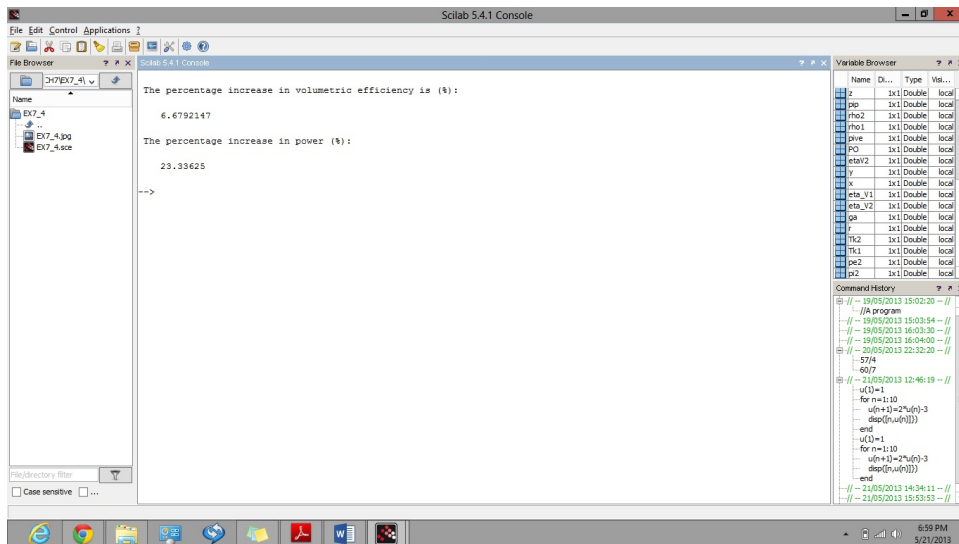 Scilab 5.4.1 Console
File Edit Control Applications ?
File Browser ? x
CH7\EX7_4\
Name
EX7_4
..
EX7_4.jpg
EX7_4.sce
File/directory filter
Case sensitive ...
Scilab 5.4.1 Console ? x
The percentage increase in volumetric efficiency is (%):
6.6792147
The percentage increase in power (%):
23.33625
-->
Variable Browser ?
Name Di... Type Visi...
z 1x1 Double local
pip 1x1 Double local
rho2 1x1 Double local
rho1 1x1 Double local
pive 1x1 Double local
PO 1x1 Double local
etaV2 1x1 Double local
y 1x1 Double local
x 1x1 Double local
eta_V1 1x1 Double local
eta_V2 1x1 Double local
ga 1x1 Double local
r 1x1 Double local
Tk2 1x1 Double local
Tk1 1x1 Double local
pe2 1x1 Double local
pi2 1x1 Double local
Command History ?
// -- 19/05/2013 15:02:20 -- //
//A program
// -- 19/05/2013 15:03:54 -- //
// -- 19/05/2013 16:03:30 -- //
// -- 19/05/2013 16:04:00 -- //
// -- 20/05/2013 22:32:20 -- //
57/4
60/7
// -- 21/05/2013 12:46:19 -- //
u(1)=1
for n=1:10
u(n+1)=2*u(n)-3
disp([n,u(n)])
end
u(1)=1
for n=1:10
u(n+1)=2*u(n)-3
disp([n,u(n)])
end
// -- 21/05/2013 14:34:11 -- //
// -- 21/05/2013 15:53:53 -- //
6:59 PM
5/21/2013